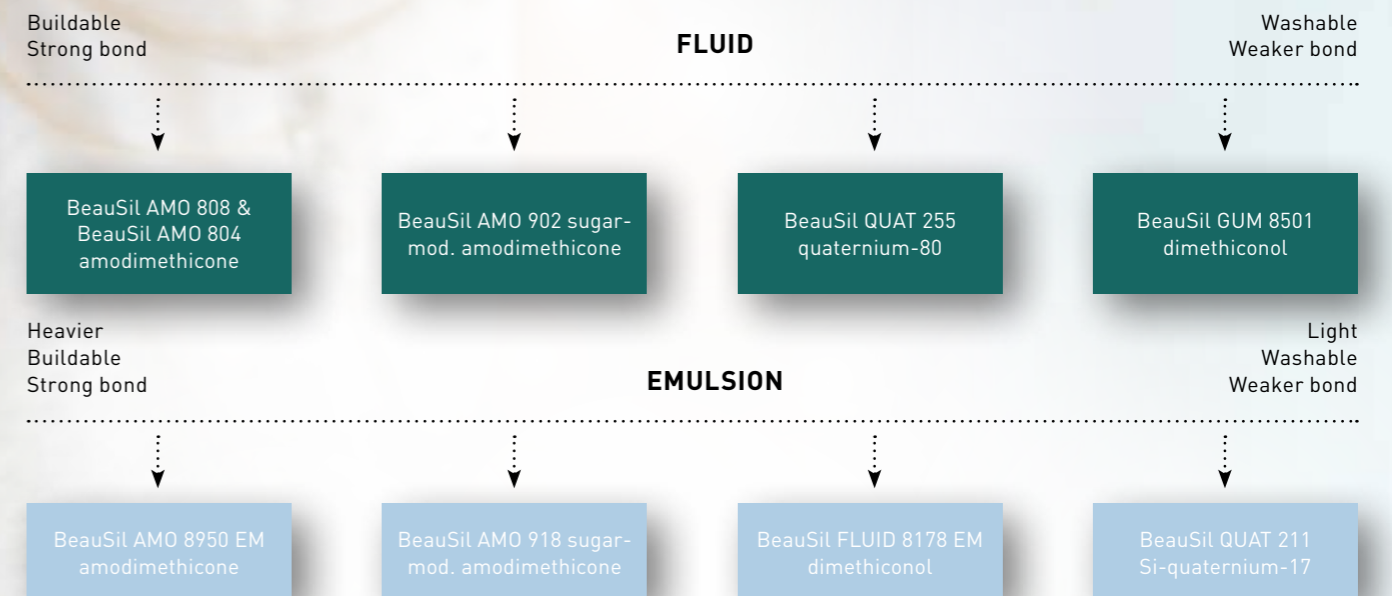 Buildable
Strong bond
FLUID
Washable
Weaker bond
BeauSil AMO 808 &
BeauSil AMO 804
amodimethicone
BeauSil AMO 902 sugar-
mod. amodimethicone
BeauSil QUAT 255
quaternium-80
BeauSil GUM 8501
dimethiconol
Heavier
Buildable
Strong bond
EMULSION
Light
Washable
Weaker bond
BeauSil AMO 8950 EM
amodimethicone
BeauSil AMO 918 sugar-
mod. amodimethicone
BeauSil FLUID 8178 EM
dimethiconol
BeauSil QUAT 211
Si-quaternium-17